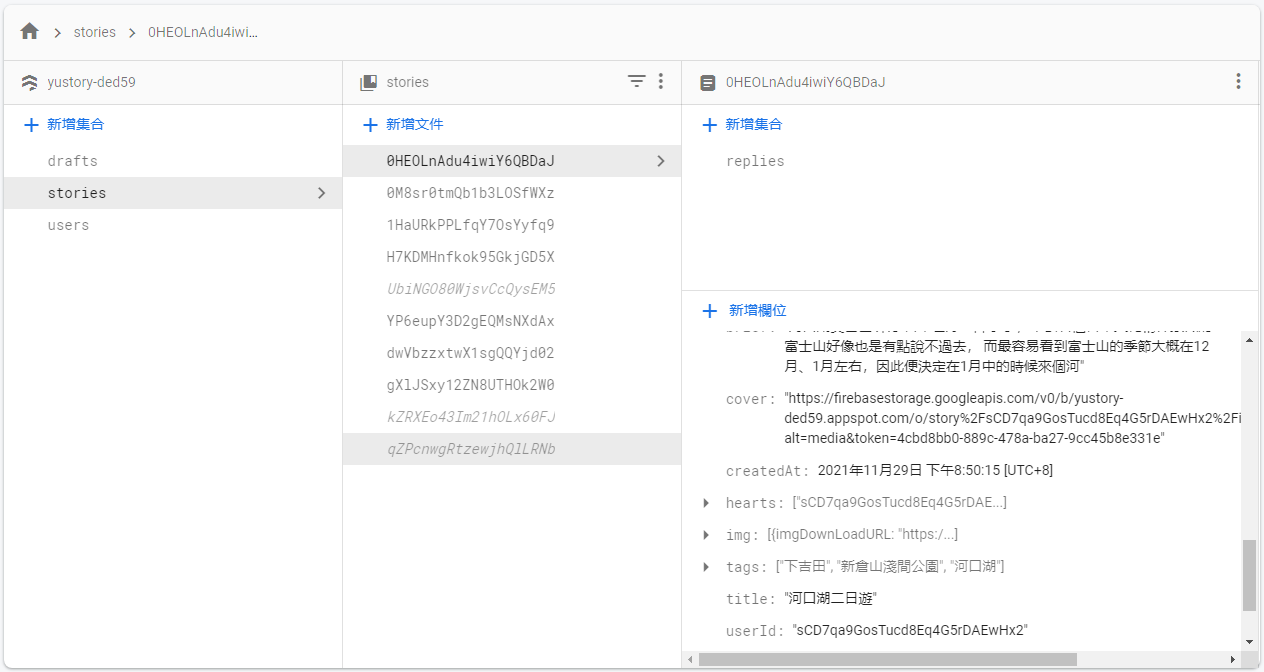 stories
0HEOLnAdu4iwi...
yustory-ded59
stories
0HEOLnAdu4iwiY6QBDaJ
新增集合
drafts
stories
users
新增文件
0HEOLnAdu4iwiY6QBDaJ
0M8sr0tmQb1b3LOSfWXz
1HaURkPPLfqY7OsYyfq9
H7KDMHnfkok95GkjGD5X
UbiNGO80WjsvCcQysEM5
YP6eupY3D2gEQMsNXdAx
dwVbzzxtwX1sgQQYjd02
gXlJSxy12ZN8UTHOk2W0
kZRXEo43Im21hOLx60FJ
qZPcnwgRtzewjhQlLRNb
新增集合
replies
新增欄位
富士山好像也是有點說不過去，而最容易看到富士山的季節大概在12
月、1月左右，因此便決定在1月中的時候來個河"
cover: "https://firebasestorage.googleapis.com/v0/b/yustory-
ded59.appspot.com/o/story%2FsCD7qa9GosTucd8Eq4G5rDAEwHx2%2Fi
alt=media&token=4cbd8bb0-889c-478a-ba27-9cc45b8e331e"
createdAt: 2021年11月29日 下午8:50:15 [UTC+8]
hearts: ["sCD7qa9GosTucd8Eq4G5rDAE...]
img: [{imgDownLoadURL: "https:/...]
tags: ["下吉田", "新倉山淺間公園", "河口湖"]
title: "河口湖二日遊"
userId: "sCD7qa9GosTucd8Eq4G5rDAEwHx2"